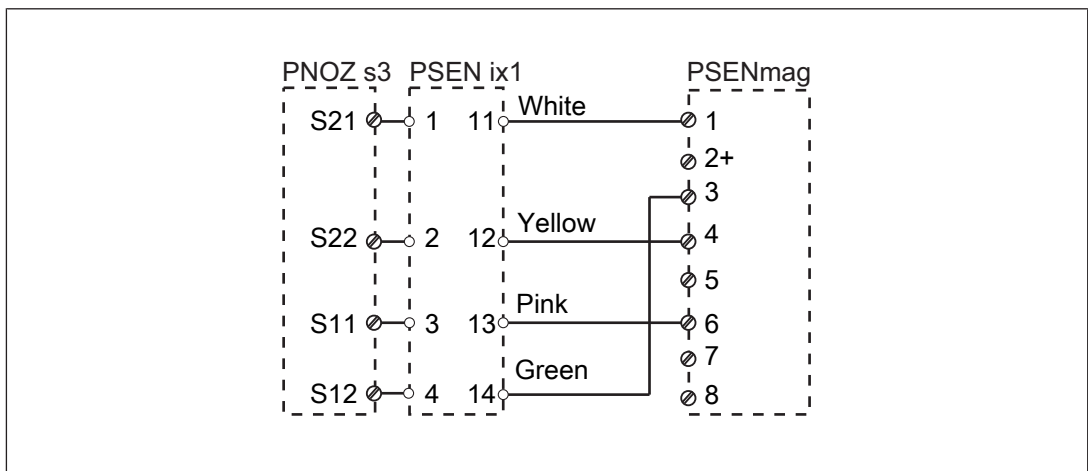 PNOZ s3 PSEN ix1 PSENmag
S21 1 11 White 1
2+
3
S22 2 12 Yellow 4
5
S11 3 13 Pink 6
7
Green
S12 4 14 8